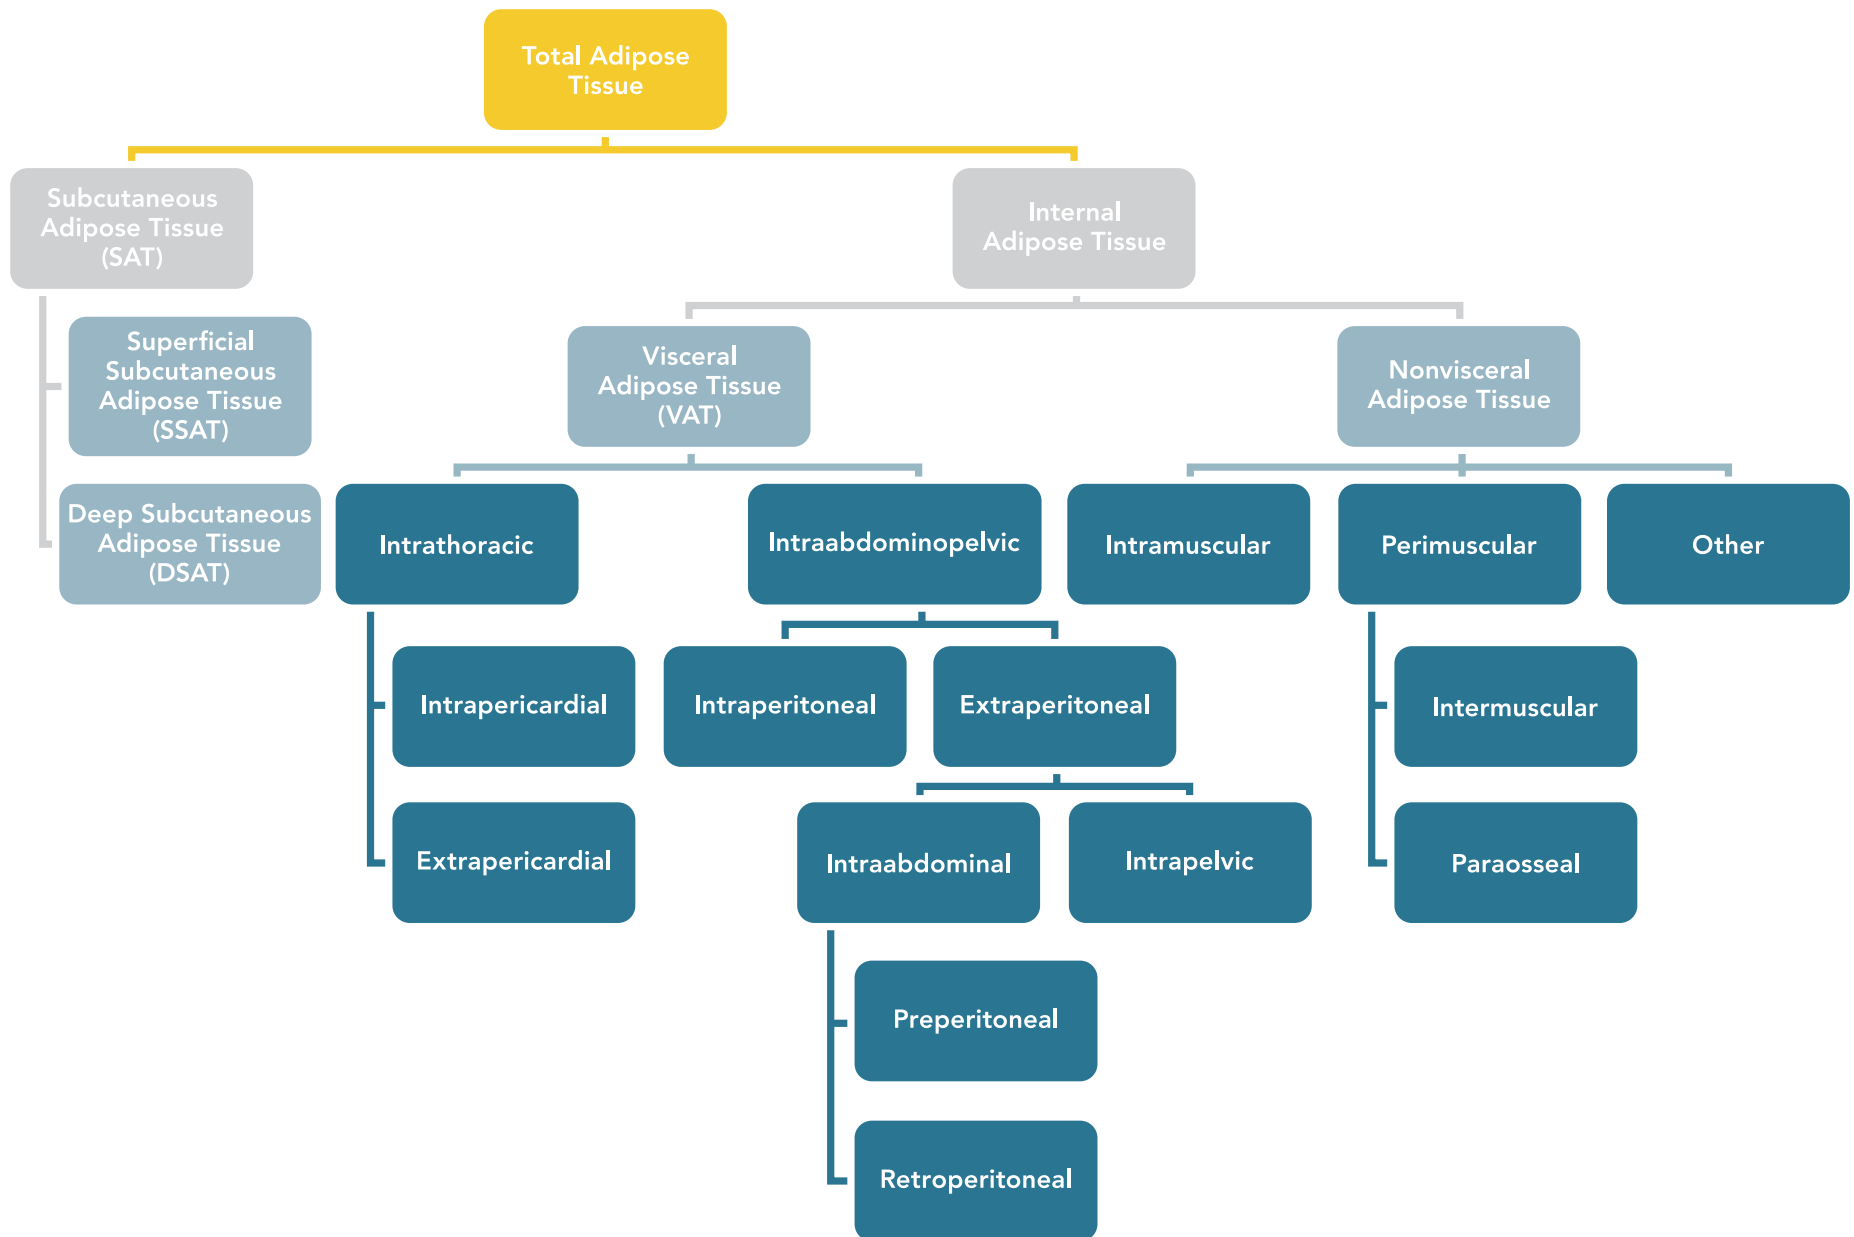 Total Adipose
Tissue
Subcutaneous
Adipose Tissue
(SAT)
Internal
Adipose Tissue
Superficial
Subcutaneous
Adipose Tissue
(SSAT)
Visceral
Adipose Tissue
(VAT)
Nonvisceral
Adipose Tissue
Deep Subcutaneous
Adipose Tissue
(DSAT)
Intrathoracic
Intraabdominopelvic
Intramuscular
Perimuscular
Other
Intrapericardial
Intraperitoneal
Extraperitoneal
Intermuscular
Extrapericardial
Intraabdominal
Intrapelvic
Paraosseal
Preperitoneal
Retroperitoneal